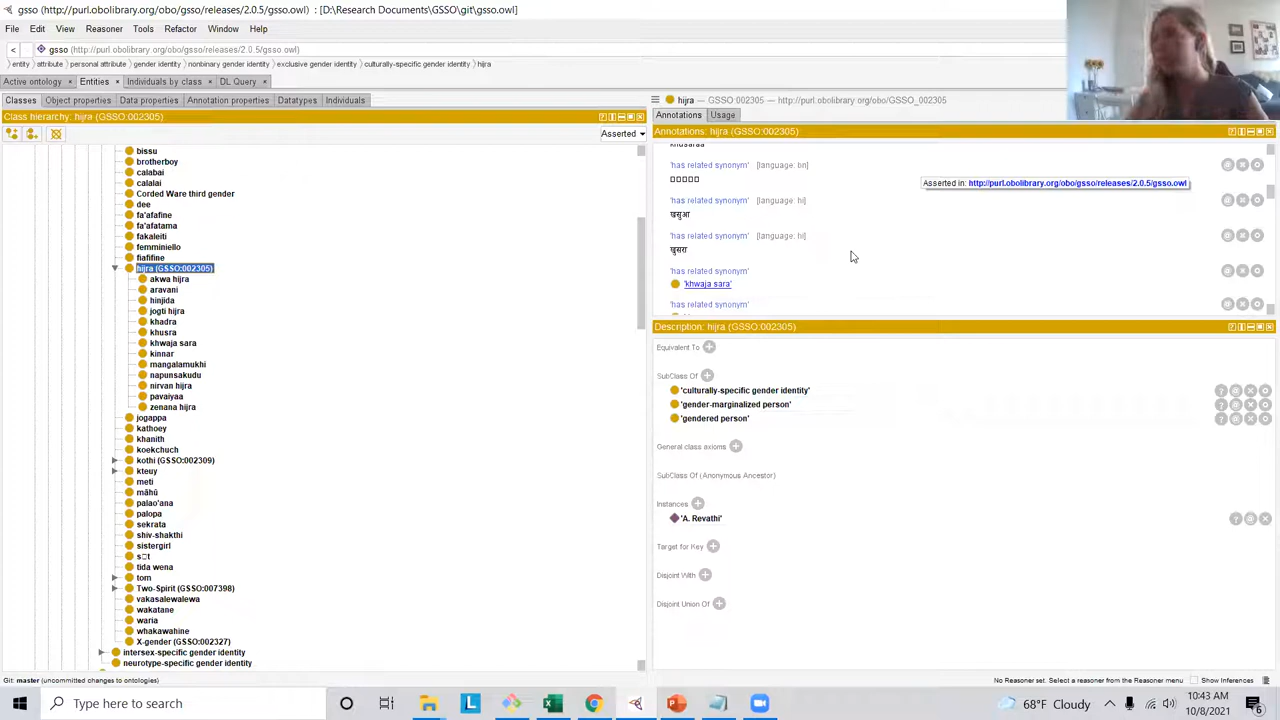 gsso (http://purl.obolibrary.org/obo/gsso/releases/2.0.5/gsso.owl) : [D:\Research Documents\GSSO\git\gsso.owl]
File Edit View Reasoner Tools Refactor Window Help
< gsso (http://purl.obolibrary.org/obo/gsso/releases/2.0.5/gsso owl)
entity attribute personal attribute gender identity nonbinary gender identity exclusive gender identity culturally-specific gender identity hijra
Active ontology × Entities × Individuals by class × DL Query ×
Classes Object properties Data properties Annotation properties Datatypes Individuals
Class hierarchy: hijra (GSSO:002305)
Asserted
bissu
brotherboy
calabai
calalai
Corded Ware third gender
dee
fa'afafine
fa'afatama
fakaleiti
femminiello
fiafifine
hijra (GSSO:002305)
akwa hijra
aravani
hinjida
jogti hijra
khadra
khusra
khwaja sara
kinnar
mangalamukhi
napunsakudu
nirvan hijra
pavaiyaa
zenana hijra
jogappa
kathoey
khanith
koekchuch
kothi (GSSO:002309)
kteuy
meti
māhū
palao'ana
palopa
sekrata
shiv-shakthi
sistergirl
s□t
tida wena
tom
Two-Spirit (GSSO:007398)
vakasalewalewa
wakatane
waria
whakawahine
X-gender (GSSO:002327)
intersex-specific gender identity
neurotype-specific gender identity
Git: master (uncommitted changes to ontologies)
hijra — GSSO:002305 — http://purl.obolibrary org/obo/GSSO_002305
Annotations Usage
Annotations: hijra (GSSO:002305)
khusaraa
'has related synonym' [language: bn]
□□□□□
Asserted in: http://purl.obolibrary.org/obo/gsso/releases/2.0.5/gsso.owl
'has related synonym' [language: hi]
खसुआ
'has related synonym' [language: hi]
खुसरा
'has related synonym'
'khwaja sara'
'has related synonym'
Description: hijra (GSSO:002305)
Equivalent To
SubClass Of
'culturally-specific gender identity'
'gender-marginalized person'
'gendered person'
General class axioms
SubClass Of (Anonymous Ancestor)
Instances
'A. Revathi'
Target for Key
Disjoint With
Disjoint Union Of
No Reasoner set. Select a reasoner from the Reasoner menu Show Inferences
Type here to search
68°F Cloudy
10:43 AM
10/8/2021
6